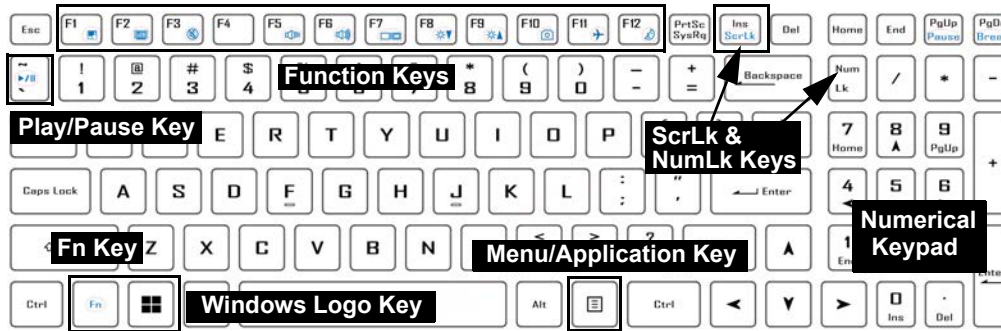 Esc F1 F2 F3 F4 F5 F6 F7 F8 F9 F10 F11 F12 PrtSc Ins Del Home End PgUp
SysRq ScrLk Pause
~ ! @ # $ * ( ) — + Backspace Num / * -
` 1 2 3 4 8 9 0 - = Lk
Function Keys
Play/Pause Key
E R T Y U I O P 7 8 9
Home PgUp
ScrLk &
NumLk Keys
Caps Lock A S D F G H J K L : " Enter 4 5 6
; '
+
Numerical
Keypad
Fn Key
Z X C V B N
Menu/Application Key
1
Ctrl Fn Alt Ctrl 0 .
Ins Del
Windows Logo Key